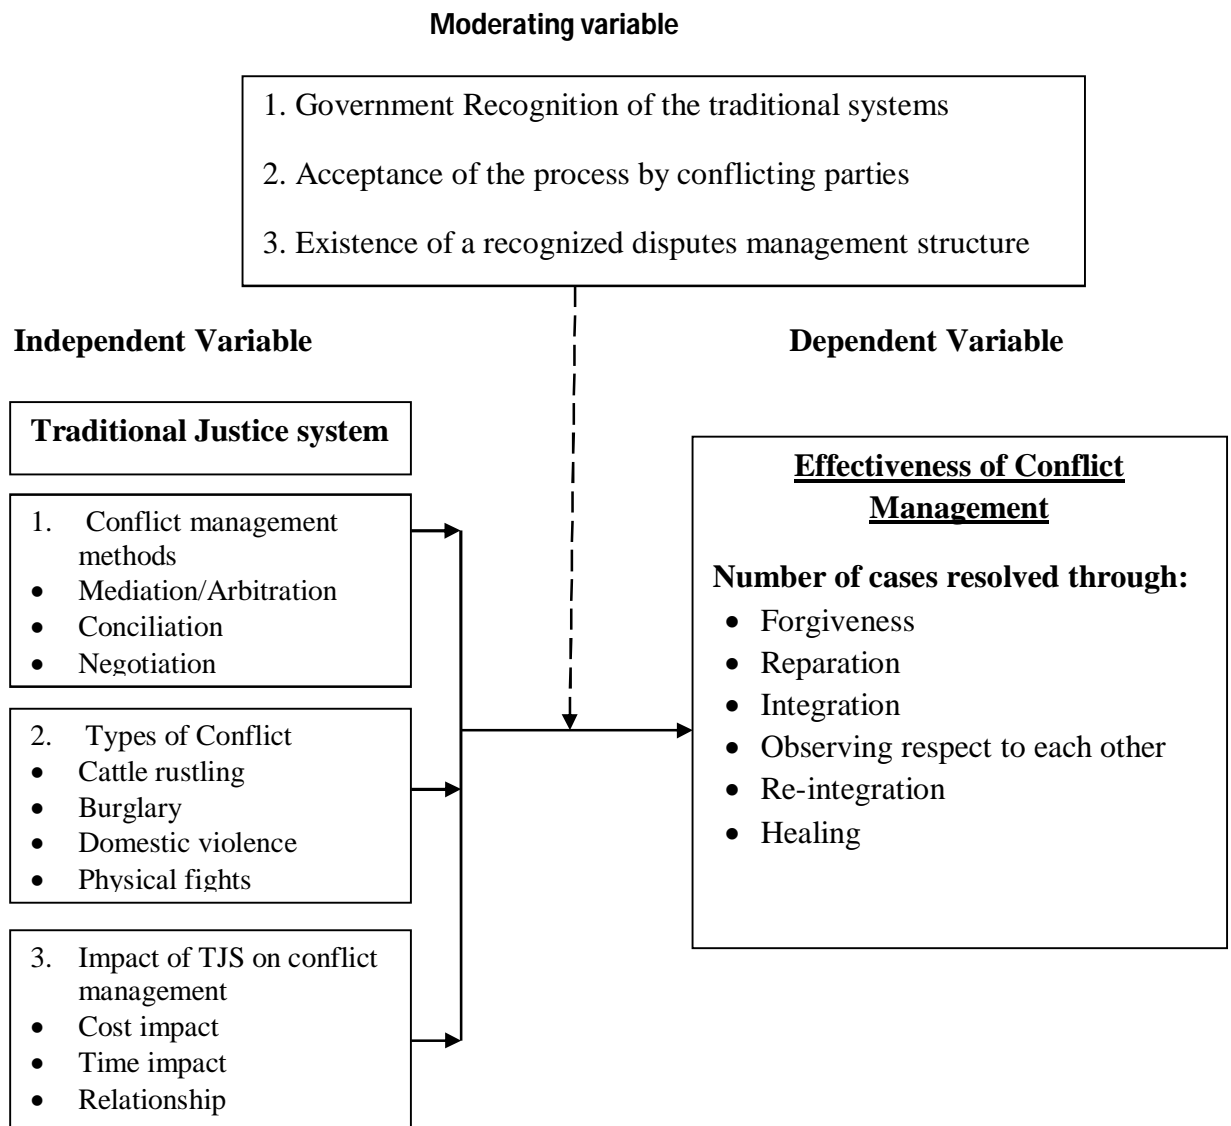 Moderating variable
1. Government Recognition of the traditional systems
2. Acceptance of the process by conflicting parties
3. Existence of a recognized disputes management structure
Independent Variable
Dependent Variable
Traditional Justice system
1. Conflict management
methods
• Mediation/Arbitration
• Conciliation
• Negotiation
2. Types of Conflict
• Cattle rustling
• Burglary
• Domestic violence
• Physical fights
3. Impact of TJS on conflict
management
• Cost impact
• Time impact
• Relationship
Effectiveness of Conflict
Management
Number of cases resolved through:
• Forgiveness
• Reparation
• Integration
• Observing respect to each other
• Re-integration
• Healing